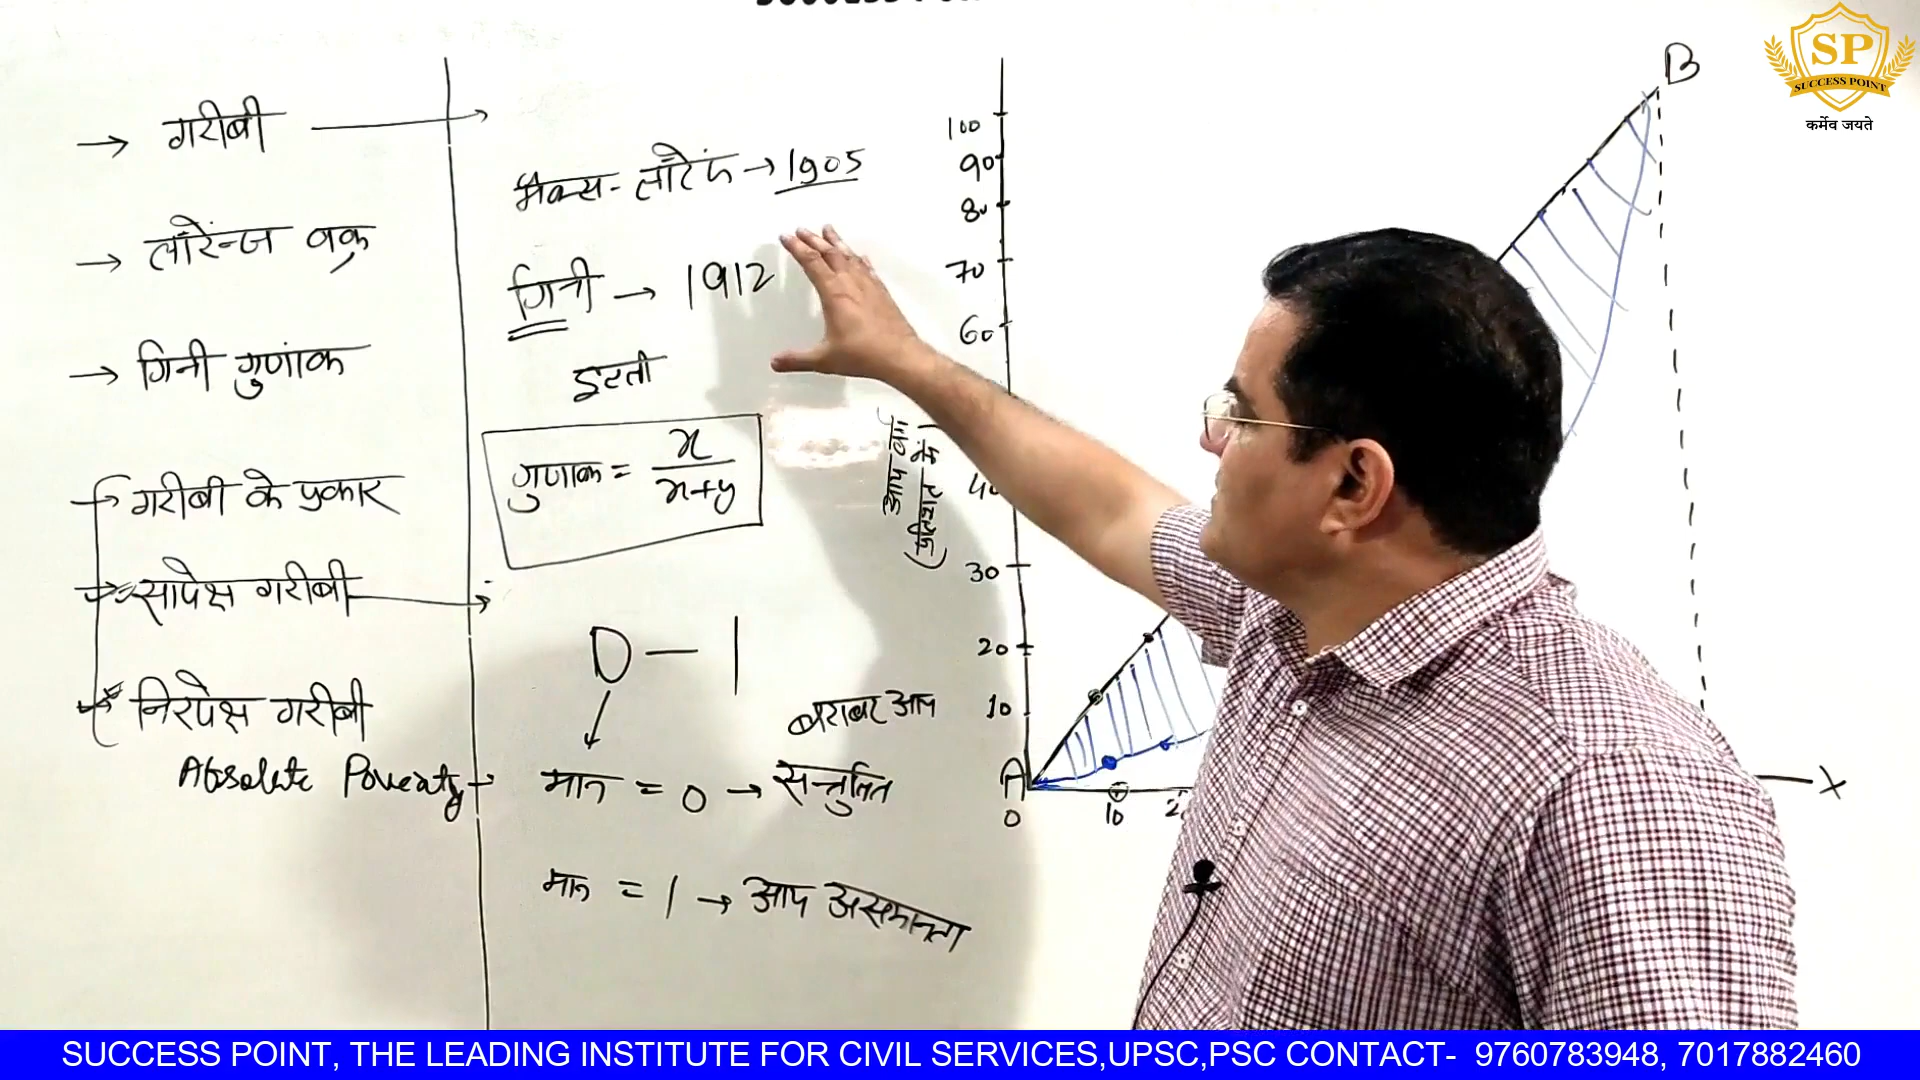 → गरीबी →
→ लॉरेन्ज वक्र
→ गिनी गुणांक
→ गरीबी के प्रकार
→ सापेक्ष गरीबी →
→ निरपेक्ष गरीबी
Absolute Poverty
मैक्स - लॉरेंज → 1905
गिनी → 1912
इटली
गुणांक = x / x+y
0 — 1
बराबर आय
मान = 0 → सन्तुलित
मान = 1 → आय असमानता
B
100
90
80
70
60
40
30
20
10
A
0
10
X
SP
SUCCESS POINT
कर्मेव जयते
SUCCESS POINT, THE LEADING INSTITUTE FOR CIVIL SERVICES,UPSC,PSC CONTACT- 9760783948, 7017882460